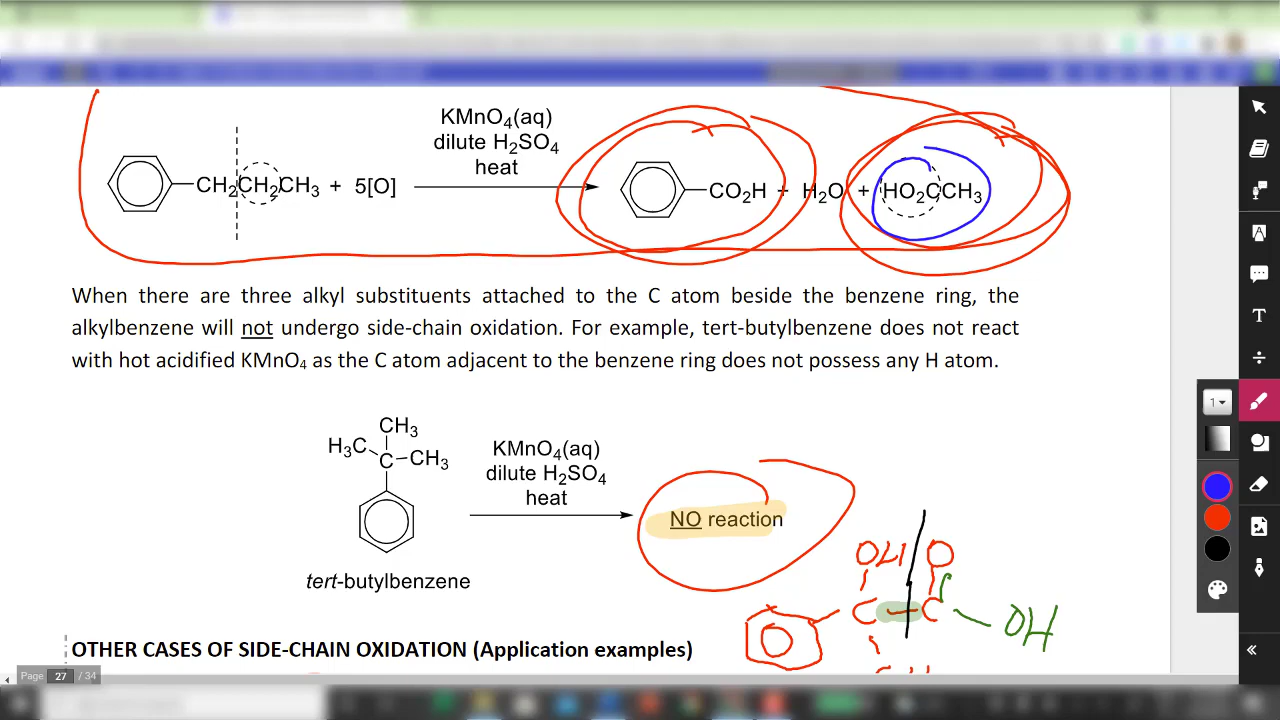 KMnO4(aq)
dilute H2SO4
heat
CH2CH2CH3 + 5[O]
CO2H + H2O + HO2CCH3
When there are three alkyl substituents attached to the C atom beside the benzene ring, the
alkylbenzene will not undergo side-chain oxidation. For example, tert-butylbenzene does not react
with hot acidified KMnO4 as the C atom adjacent to the benzene ring does not possess any H atom.
CH3
H3C
C CH3
KMnO4(aq)
dilute H2SO4
heat
NO reaction
tert-butylbenzene
OH O
C C
OH
OTHER CASES OF SIDE-CHAIN OXIDATION (Application examples)
Page 27 / 34
1
T